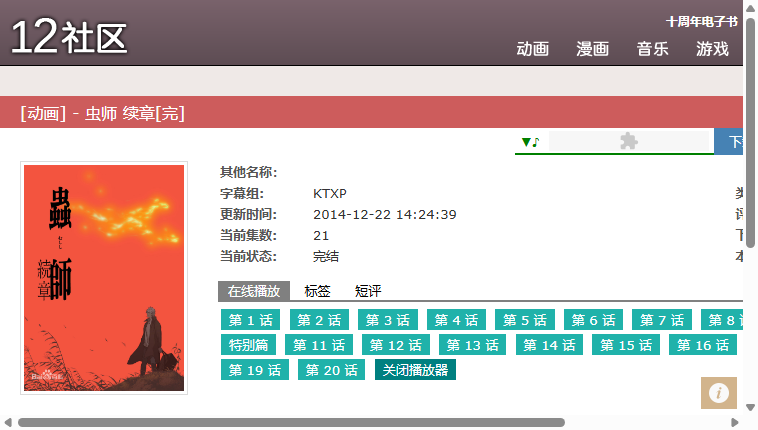 十周年电子书
12社区
动画 漫画 音乐 游戏
[动画] - 虫师 续章[完]
▼♪
蟲師
続章
其他名称:
字幕组: KTXP
更新时间: 2014-12-22 14:24:39
当前集数: 21
当前状态: 完结
在线播放 标签 短评
第 1 话 第 2 话 第 3 话 第 4 话 第 5 话 第 6 话 第 7 话 第 8
特别篇 第 11 话 第 12 话 第 13 话 第 14 话 第 15 话 第 16 话
第 19 话 第 20 话 关闭播放器